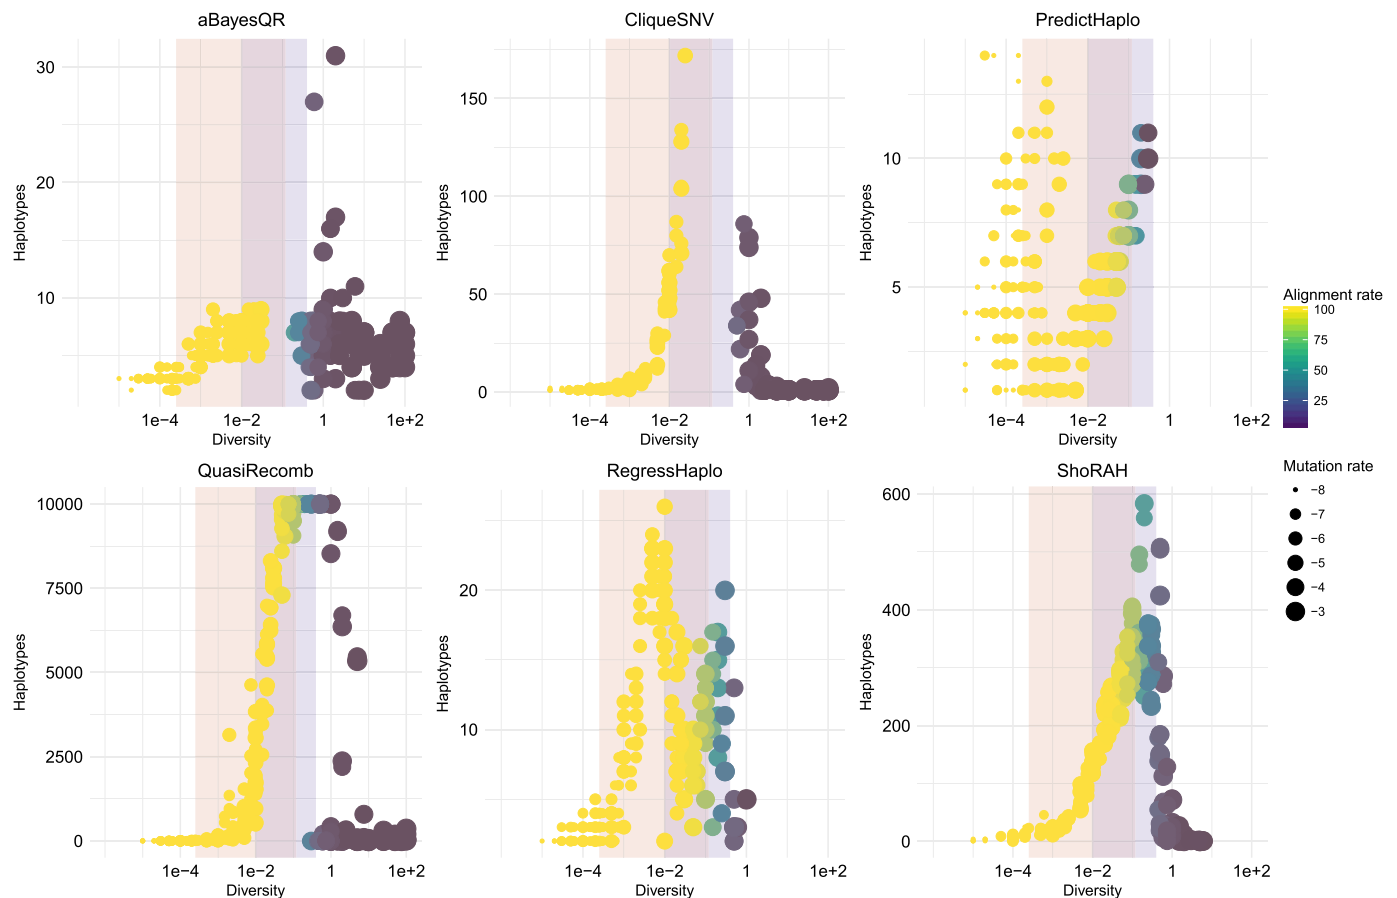 aBayesQR
CliqueSNV
PredictHaplo
Haplotypes
30
20
10
1e−4
1e−2
1
1e+2
Diversity
Haplotypes
150
100
50
0
1e−4
1e−2
1
1e+2
Diversity
Haplotypes
10
5
1e−4
1e−2
1
1e+2
Diversity
Alignment rate
100
75
50
25
Mutation rate
−8
−7
−6
−5
−4
−3
QuasiRecomb
RegressHaplo
ShoRAH
Haplotypes
10000
7500
5000
2500
0
1e−4
1e−2
1
1e+2
Diversity
Haplotypes
20
10
1e−4
1e−2
1
Diversity
Haplotypes
600
400
200
0
1e−4
1e−2
1
1e+2
Diversity